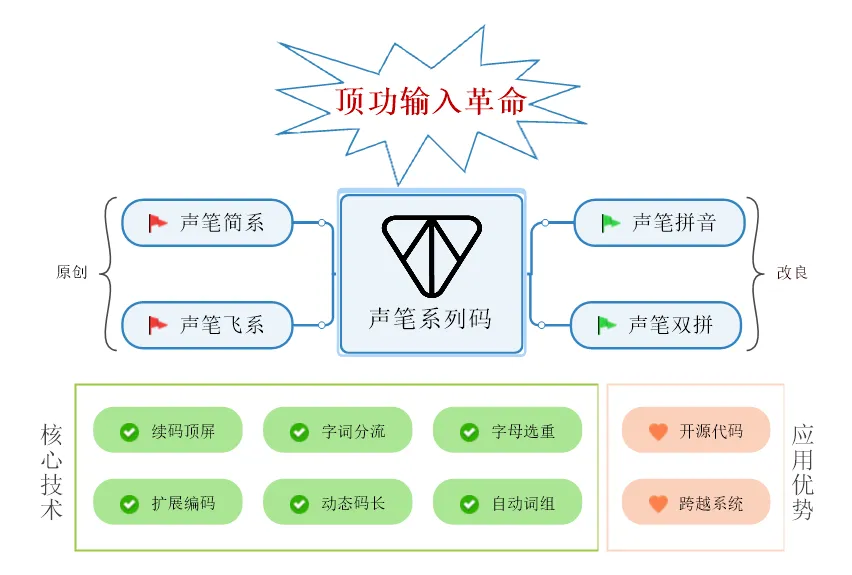 顶功输入革命
声笔简系
声笔拼音
原创
改良
声笔飞系
声笔系列码
声笔双拼
核心技术
续码顶屏
字词分流
字母选重
扩展编码
动态码长
自动词组
开源代码
跨越系统
应用优势